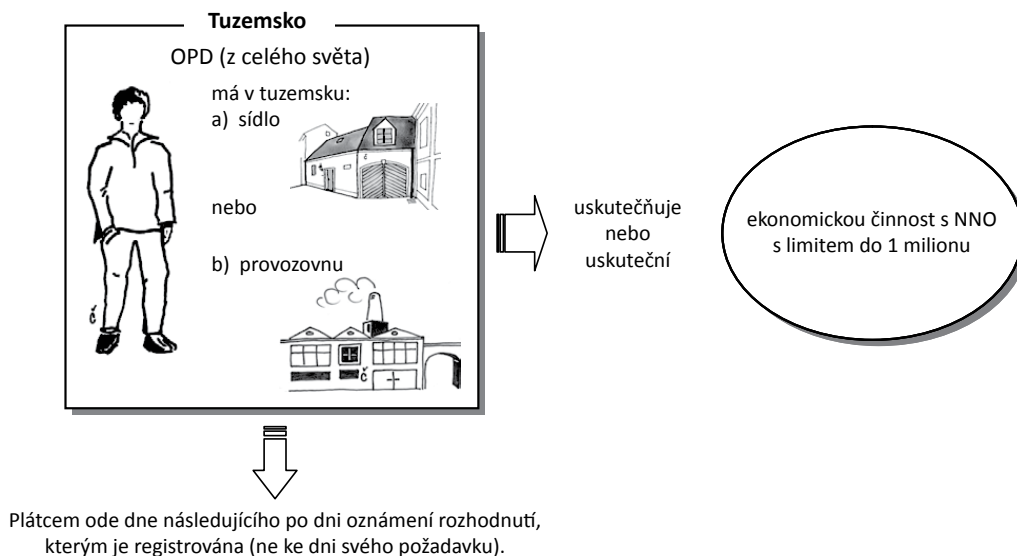 Tuzemsko
OPD (z celého světa)
má v tuzemsku:
a) sídlo
nebo
b) provozovnu
uskutečňuje
nebo
uskuteční
ekonomickou činnost s NNO
s limitem do 1 milionu
Plátcem ode dne následujícího po dni oznámení rozhodnutí,
kterým je registrována (ne ke dni svého požadavku).